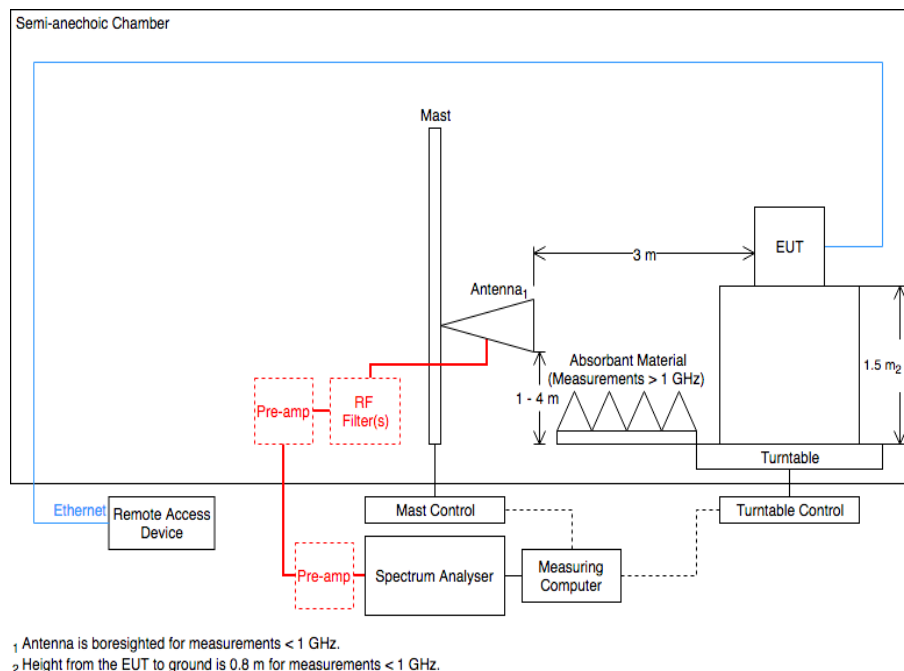 Semi-anechoic Chamber
Mast
EUT
3 m
Antenna1
Absorbant Material
(Measurements > 1 GHz)
1.5 m2
1 - 4 m
Pre-amp
RF
Filter(s)
Turntable
Ethernet
Remote Access
Device
Mast Control
Turntable Control
Pre-amp
Spectrum Analyser
Measuring
Computer
1 Antenna is boresighted for measurements < 1 GHz.
2 Height from the EUT to ground is 0.8 m for measurements < 1 GHz.